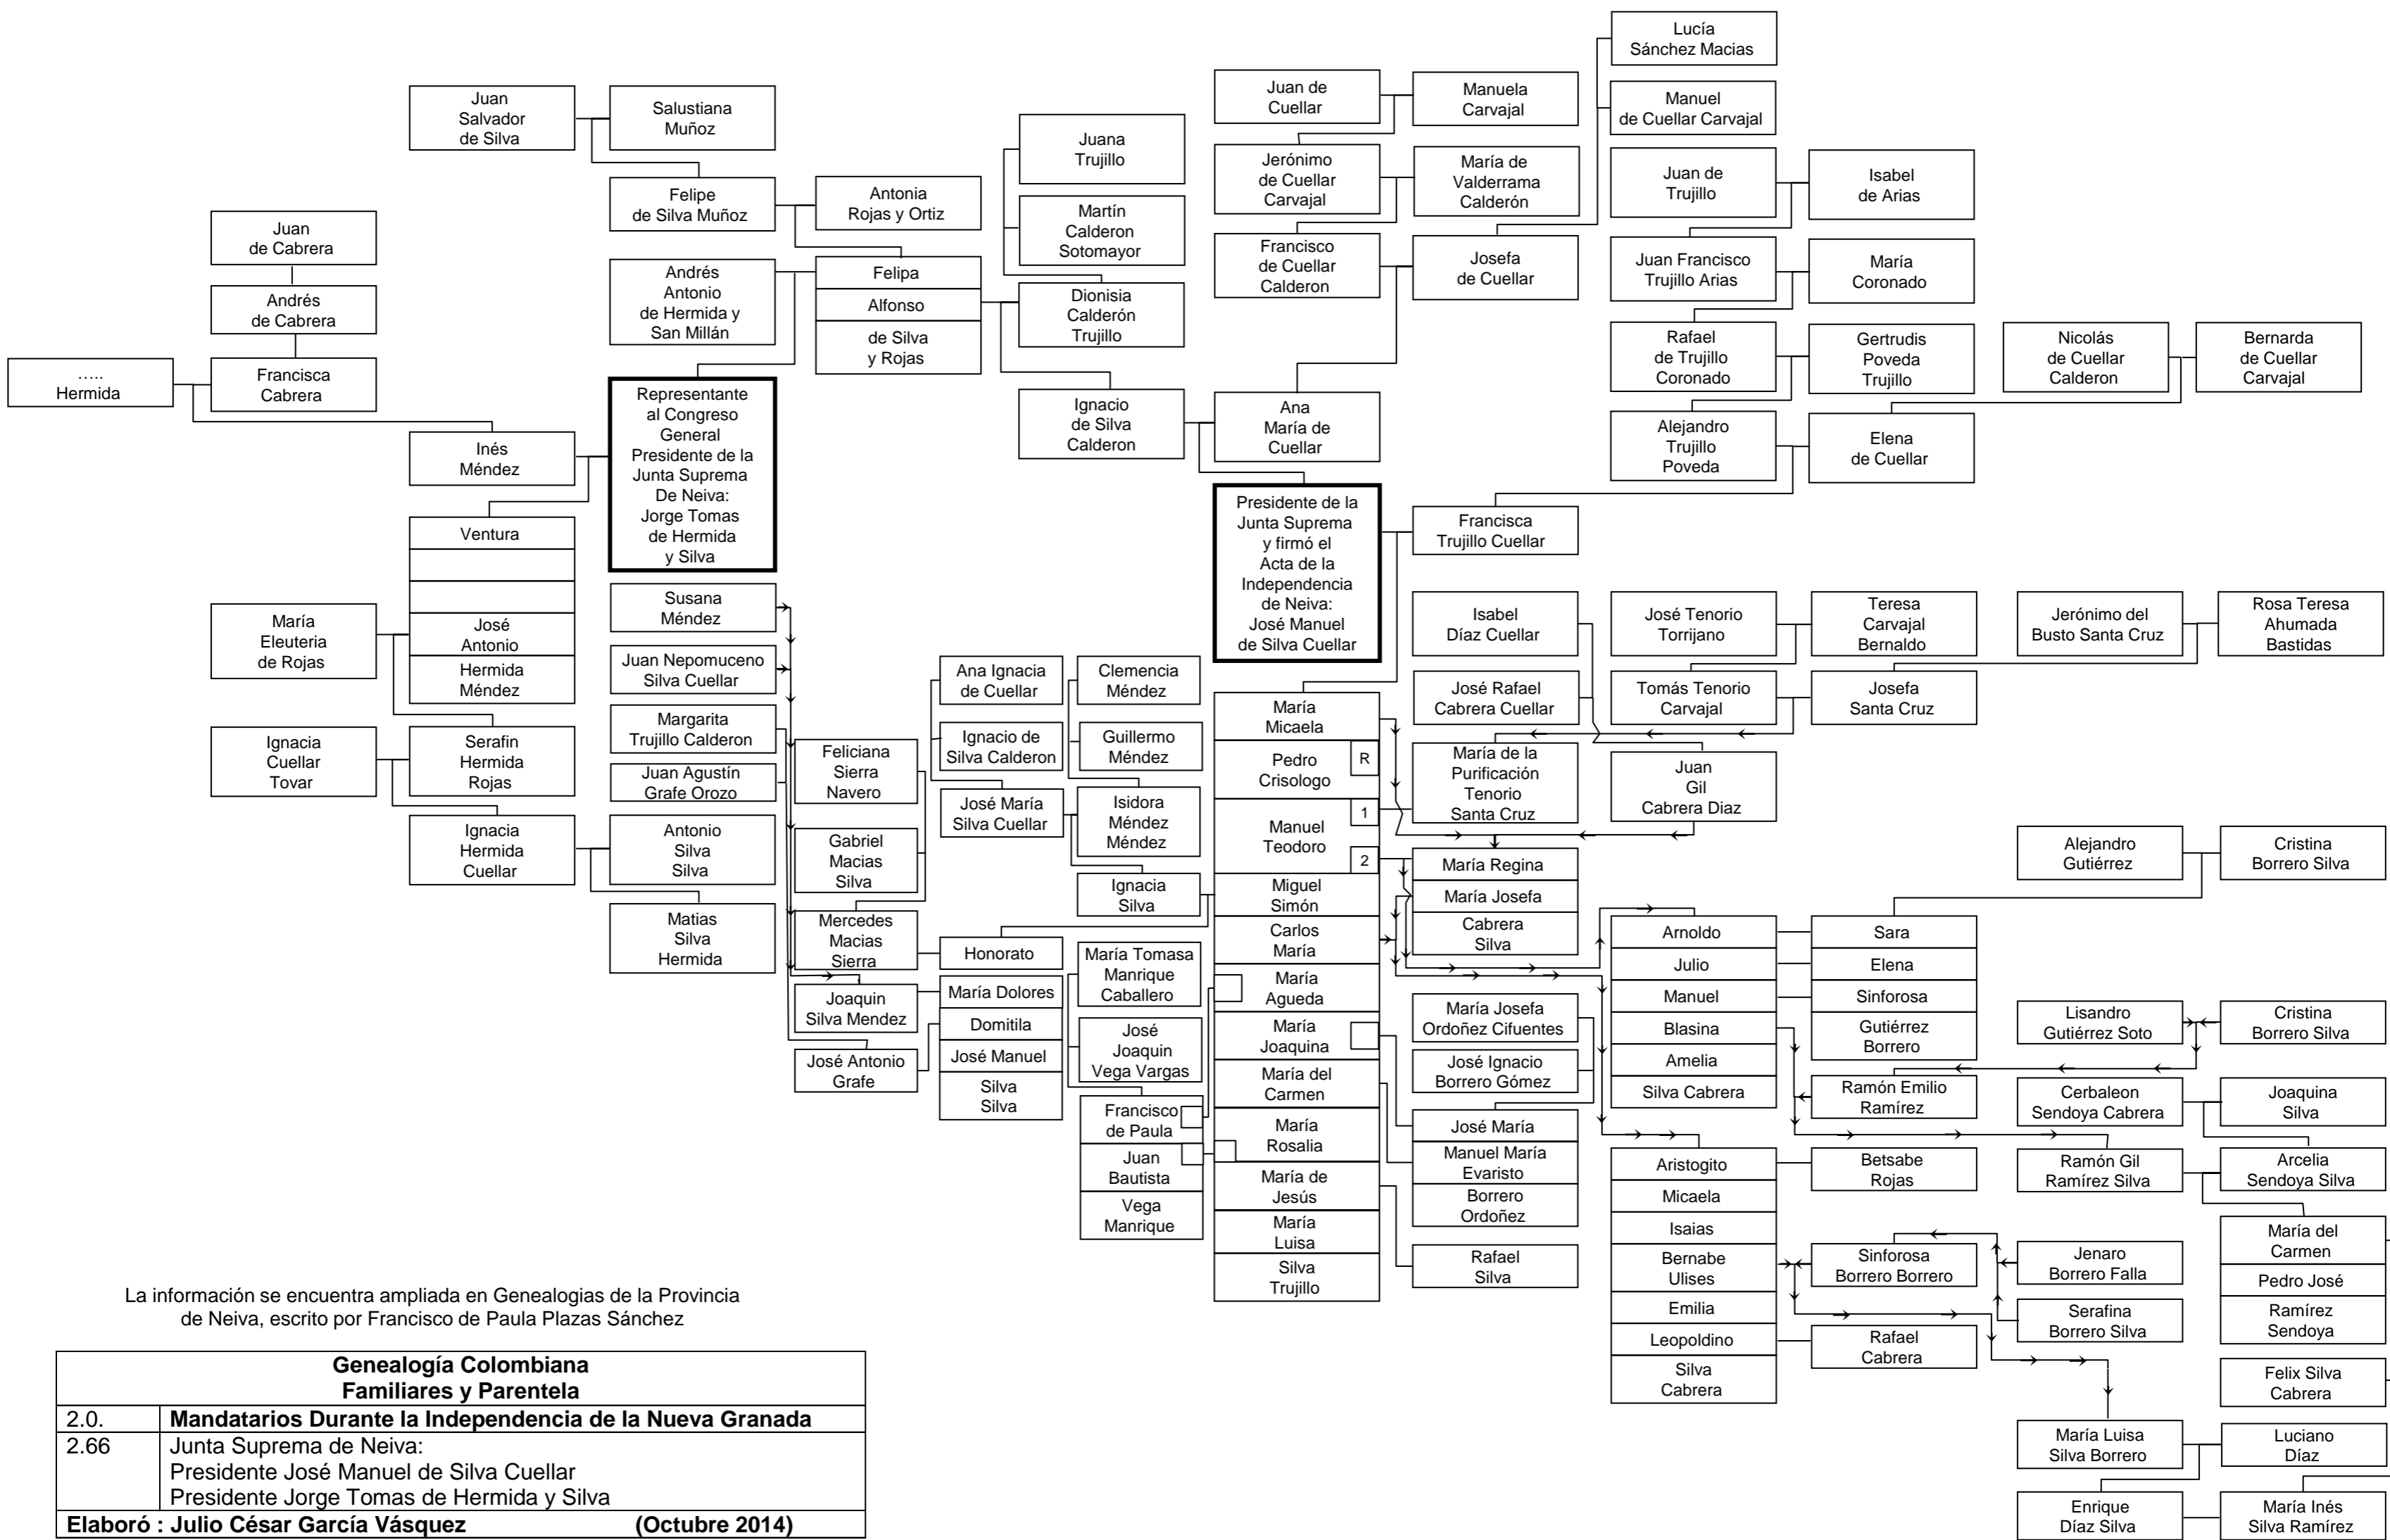 Lucía
Sánchez Macias
Juan
Salvador
de Silva
Salustiana
Muñoz
Juan de
Cuellar
Manuela
Carvajal
Manuel
de Cuellar Carvajal
Juana
Trujillo
Jerónimo
de Cuellar
Carvajal
María de
Valderrama
Calderón
Juan de
Trujillo
Isabel
de Arias
Felipe
de Silva Muñoz
Antonia
Rojas y Ortiz
Martín
Calderon
Sotomayor
Juan
de Cabrera
Francisco
de Cuellar
Calderon
Josefa
de Cuellar
Juan Francisco
Trujillo Arias
María
Coronado
Andrés
Antonio
de Hermida y
San Millán
Felipa
Alfonso
de Silva
y Rojas
Dionisia
Calderón
Trujillo
Andrés
de Cabrera
Rafael
de Trujillo
Coronado
Gertrudis
Poveda
Trujillo
Nicolás
de Cuellar
Calderon
Bernarda
de Cuellar
Carvajal
.....
Hermida
Francisca
Cabrera
Representante
al Congreso
General
Presidente de la
Junta Suprema
De Neiva:
Jorge Tomas
de Hermida
y Silva
Ignacio
de Silva
Calderon
Ana
María de
Cuellar
Alejandro
Trujillo
Poveda
Elena
de Cuellar
Inés
Méndez
Presidente de la
Junta Suprema
y firmó el
Acta de la
Independencia
de Neiva:
José Manuel
de Silva Cuellar
Francisca
Trujillo Cuellar
Ventura
José
Antonio
Hermida
Méndez
María
Eleuteria
de Rojas
Susana
Méndez
Juan Nepomuceno
Silva Cuellar
Margarita
Trujillo Calderon
Juan Agustín
Grafe Orozo
Isabel
Díaz Cuellar
José Tenorio
Torrijano
Teresa
Carvajal
Bernaldo
Jerónimo del
Busto Santa Cruz
Rosa Teresa
Ahumada
Bastidas
Ana Ignacia
de Cuellar
Clemencia
Méndez
José Rafael
Cabrera Cuellar
Tomás Tenorio
Carvajal
Josefa
Santa Cruz
Ignacia
Cuellar
Tovar
Serafin
Hermida
Rojas
Feliciana
Sierra
Navero
Ignacio de
Silva Calderon
Guillermo
Méndez
María
Micaela
Pedro
Crisologo
R
Manuel
Teodoro
1
2
Miguel
Simón
Carlos
María
María
Agueda
María
Joaquina
María del
Carmen
María
Rosalia
María de
Jesús
María
Luisa
Silva
Trujillo
María de la
Purificación
Tenorio
Santa Cruz
Juan
Gil
Cabrera Diaz
José María
Silva Cuellar
Isidora
Méndez
Méndez
Ignacia
Hermida
Cuellar
Antonio
Silva
Silva
Gabriel
Macias
Silva
Ignacia
Silva
María Regina
María Josefa
Cabrera
Silva
Alejandro
Gutiérrez
Cristina
Borrero Silva
Matias
Silva
Hermida
Mercedes
Macias
Sierra
Honorato
María Dolores
Domitila
José Manuel
Silva
Silva
Joaquin
Silva Mendez
José Antonio
Grafe
María Tomasa
Manrique
Caballero
José
Joaquin
Vega Vargas
Francisco
de Paula
Juan
Bautista
Vega
Manrique
María Josefa
Ordoñez Cifuentes
José Ignacio
Borrero Gómez
José María
Manuel María
Evaristo
Borrero
Ordoñez
Rafael
Silva
Arnoldo
Julio
Manuel
Blasina
Amelia
Silva Cabrera
Sara
Elena
Sinforosa
Gutiérrez
Borrero
Ramón Emilio
Ramírez
Lisandro
Gutiérrez Soto
Cristina
Borrero Silva
Cerbaleon
Sendoya Cabrera
Joaquina
Silva
Aristogito
Micaela
Isaias
Bernabe
Ulises
Emilia
Leopoldino
Silva
Cabrera
Betsabe
Rojas
Ramón Gil
Ramírez Silva
Arcelia
Sendoya Silva
Sinforosa
Borrero Borrero
Jenaro
Borrero Falla
Serafina
Borrero Silva
Rafael
Cabrera
María del
Carmen
Pedro José
Ramírez
Sendoya
Felix Silva
Cabrera
María Luisa
Silva Borrero
Luciano
Díaz
Enrique
Díaz Silva
María Inés
Silva Ramírez
La información se encuentra ampliada en Genealogias de la Provincia
de Neiva, escrito por Francisco de Paula Plazas Sánchez
Genealogía Colombiana
Familiares y Parentela
2.0. Mandatarios Durante la Independencia de la Nueva Granada
2.66 Junta Suprema de Neiva:
Presidente José Manuel de Silva Cuellar
Presidente Jorge Tomas de Hermida y Silva
Elaboró : Julio César García Vásquez (Octubre 2014)